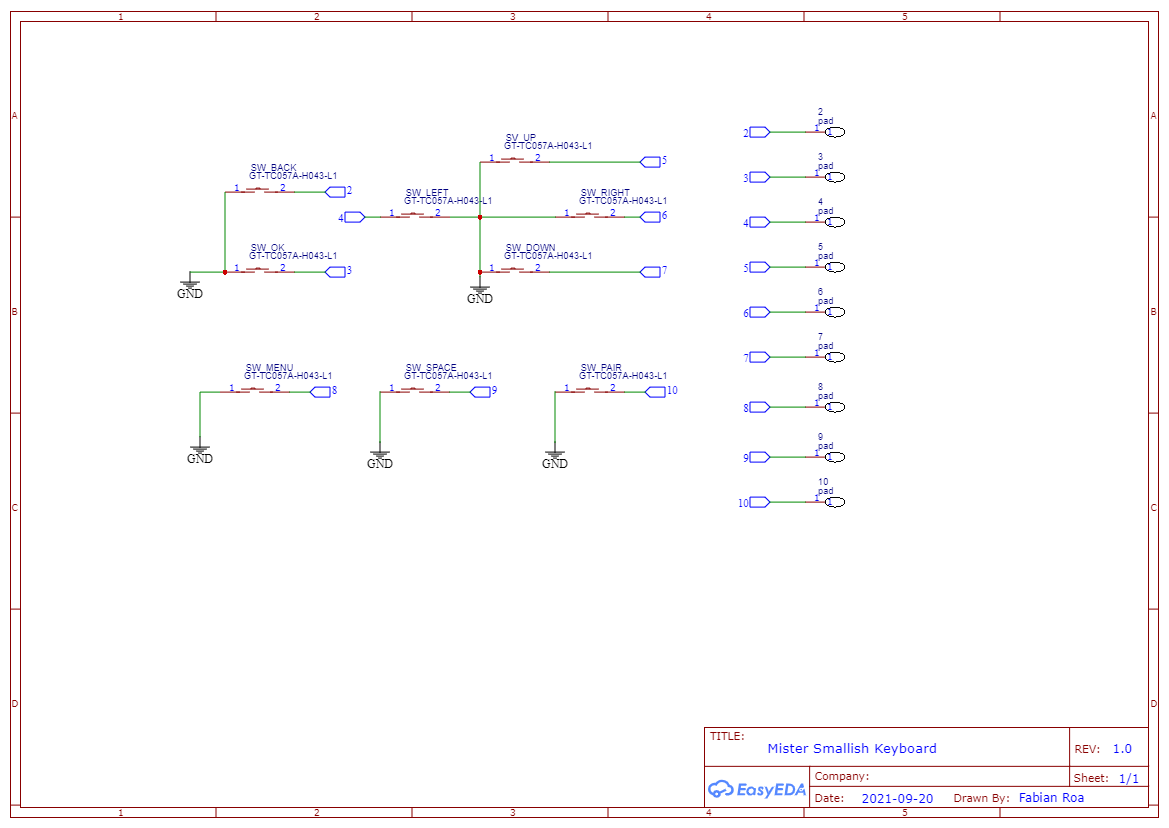 1 2 3 4 5
A A
B B
C C
D D
SW_BACK
GT-TC057A-H043-L1
1 2 2
SW_OK
GT-TC057A-H043-L1
1 2 3
GND
SV_UP
GT-TC057A-H043-L1
1 2 5
SW_LEFT
GT-TC057A-H043-L1
4 1 2
SW_RIGHT
GT-TC057A-H043-L1
1 2 6
SW_DOWN
GT-TC057A-H043-L1
1 2 7
GND
SW_MENU
GT-TC057A-H043-L1
1 2 8
GND
SW_SPACE
GT-TC057A-H043-L1
1 2 9
GND
SW_PAIR
GT-TC057A-H043-L1
1 2 10
GND
2
pad
2 1 1
3
pad
3 1 1
4
pad
4 1 1
5
pad
5 1 1
6
pad
6 1 1
7
pad
7 1 1
8
pad
8 1 1
9
pad
9 1 1
10
pad
10 1 1
TITLE:
Mister Smallish Keyboard
REV: 1.0
EasyEDA
Company:
Sheet: 1/1
Date: 2021-09-20 Drawn By: Fabian Roa
1 2 3 4 5